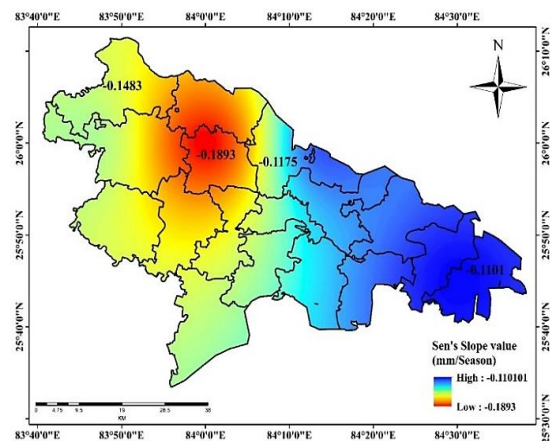 83°40'0"E 83°50'0"E 84°0'0"E 84°10'0"E 84°20'0"E 84°30'0"E
N
26°10'0"N
26°0'0"N
26°0'0"N
25°50'0"N
25°50'0"N
25°40'0"N
25°40'0"N
25°30'0"N
-0.1483
-0.1893
-0.1175
-0.1101
Sen's Slope value
(mm/Season)
High : -0.110101
Low : -0.1893
0 4.75 9.5 19 28.5 38
KM
83°40'0"E 83°50'0"E 84°0'0"E 84°10'0"E 84°20'0"E 84°30'0"E